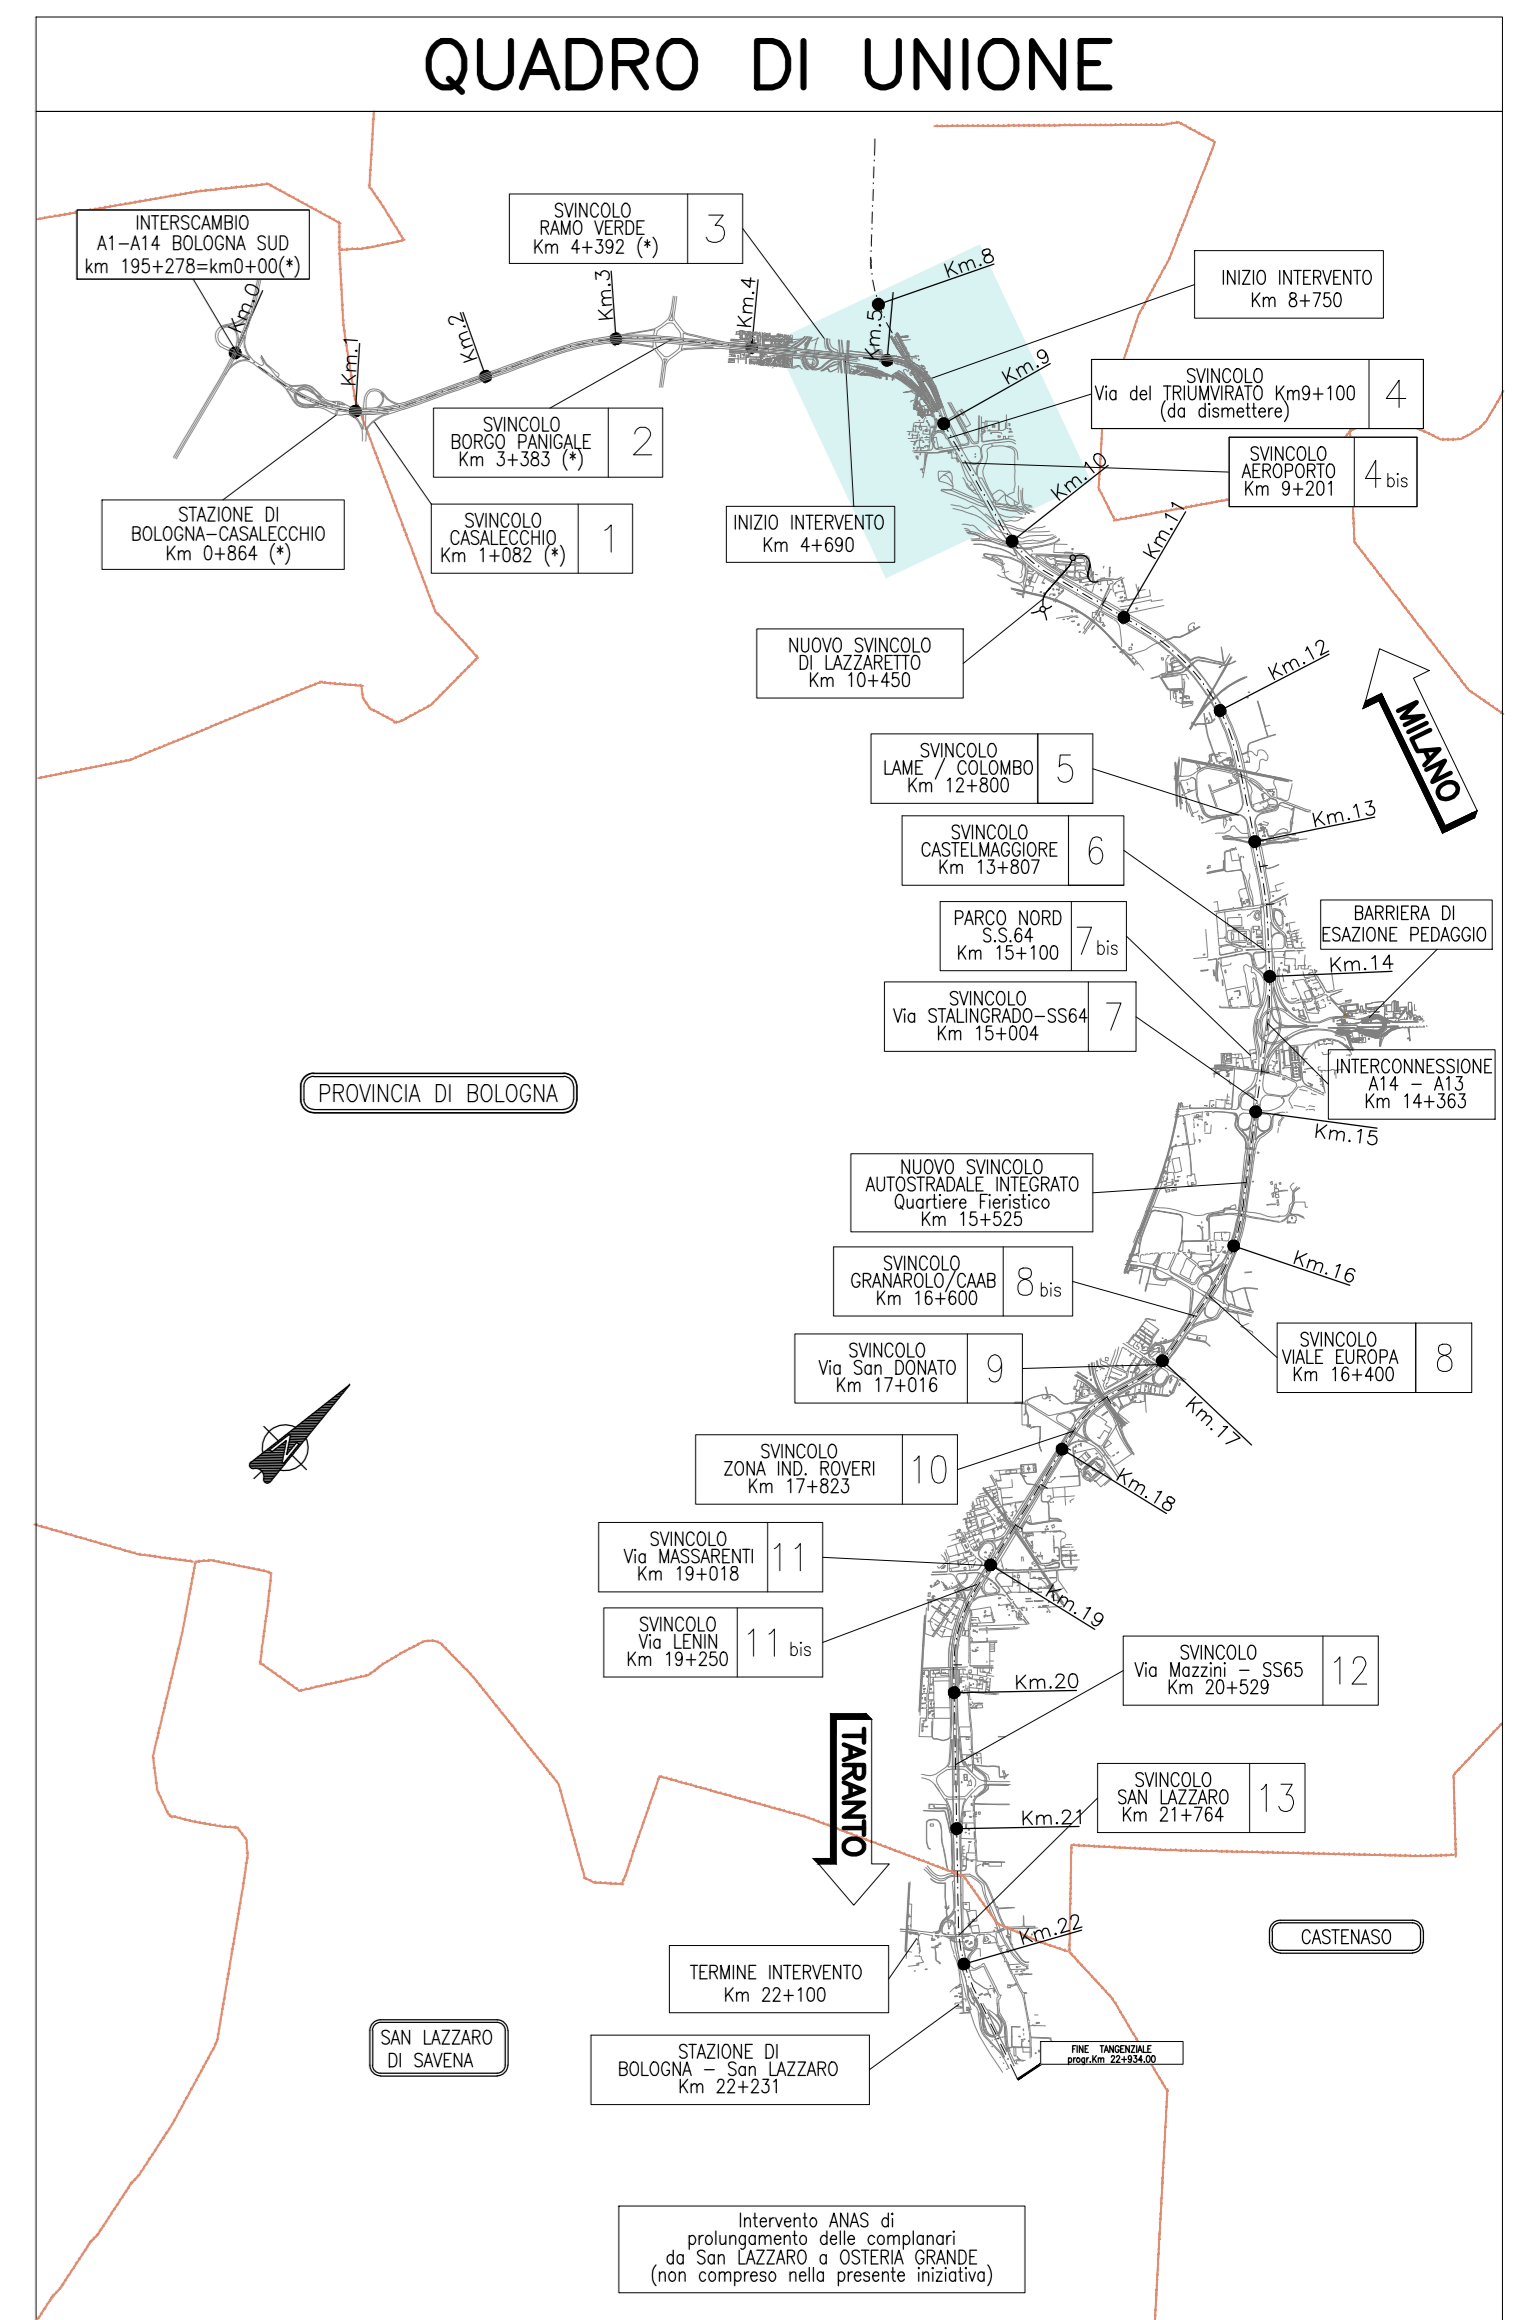 QUADRO DI UNIONE
INTERSCAMBIO
A1-A14 BOLOGNA SUD
km 195+278=km0+00(*)
SVINCOLO
RAMO VERDE
Km 4+392 (*)
3
INIZIO INTERVENTO
Km 8+750
Km.0
Km.1
Km.2
Km.3
Km.4
Km.5
Km.8
Km.9
SVINCOLO
Via del TRIUMVIRATO Km9+100
(da dismettere)
4
SVINCOLO
BORGO PANIGALE
Km 3+383 (*)
2
SVINCOLO
AEROPORTO
Km 9+201
4 bis
Km.10
STAZIONE DI
BOLOGNA-CASALECCHIO
Km 0+864 (*)
SVINCOLO
CASALECCHIO
Km 1+082 (*)
1
INIZIO INTERVENTO
Km 4+690
Km.11
NUOVO SVINCOLO
DI LAZZARETTO
Km 10+450
Km.12
MILANO
SVINCOLO
LAME / COLOMBO
Km 12+800
5
Km.13
SVINCOLO
CASTELMAGGIORE
Km 13+807
6
PARCO NORD
S.S.64
Km 15+100
7 bis
BARRIERA DI
ESAZIONE PEDAGGIO
Km.14
SVINCOLO
Via STALINGRADO-SS64
Km 15+004
7
INTERCONNESSIONE
A14 - A13
Km 14+363
PROVINCIA DI BOLOGNA
Km.15
NUOVO SVINCOLO
AUTOSTRADALE INTEGRATO
Quartiere Fieristico
Km 15+525
SVINCOLO
GRANAROLO/CAAB
Km 16+600
8 bis
Km.16
SVINCOLO
VIALE EUROPA
Km 16+400
8
SVINCOLO
Via San DONATO
Km 17+016
9
Km.17
SVINCOLO
ZONA IND. ROVERI
Km 17+823
10
Km.18
SVINCOLO
Via MASSARENTI
Km 19+018
11
Km.19
SVINCOLO
Via LENIN
Km 19+250
11 bis
SVINCOLO
Via Mazzini - SS65
Km 20+529
12
Km.20
TARANTO
SVINCOLO
SAN LAZZARO
Km 21+764
13
Km.21
Km.22
CASTENASO
TERMINE INTERVENTO
Km 22+100
SAN LAZZARO
DI SAVENA
STAZIONE DI
BOLOGNA - San LAZZARO
Km 22+231
FINE TANGENZIALE
progr.Km 22+934.00
Intervento ANAS di
prolungamento delle complanari
da San LAZZARO a OSTERIA GRANDE
(non compreso nella presente iniziativa)